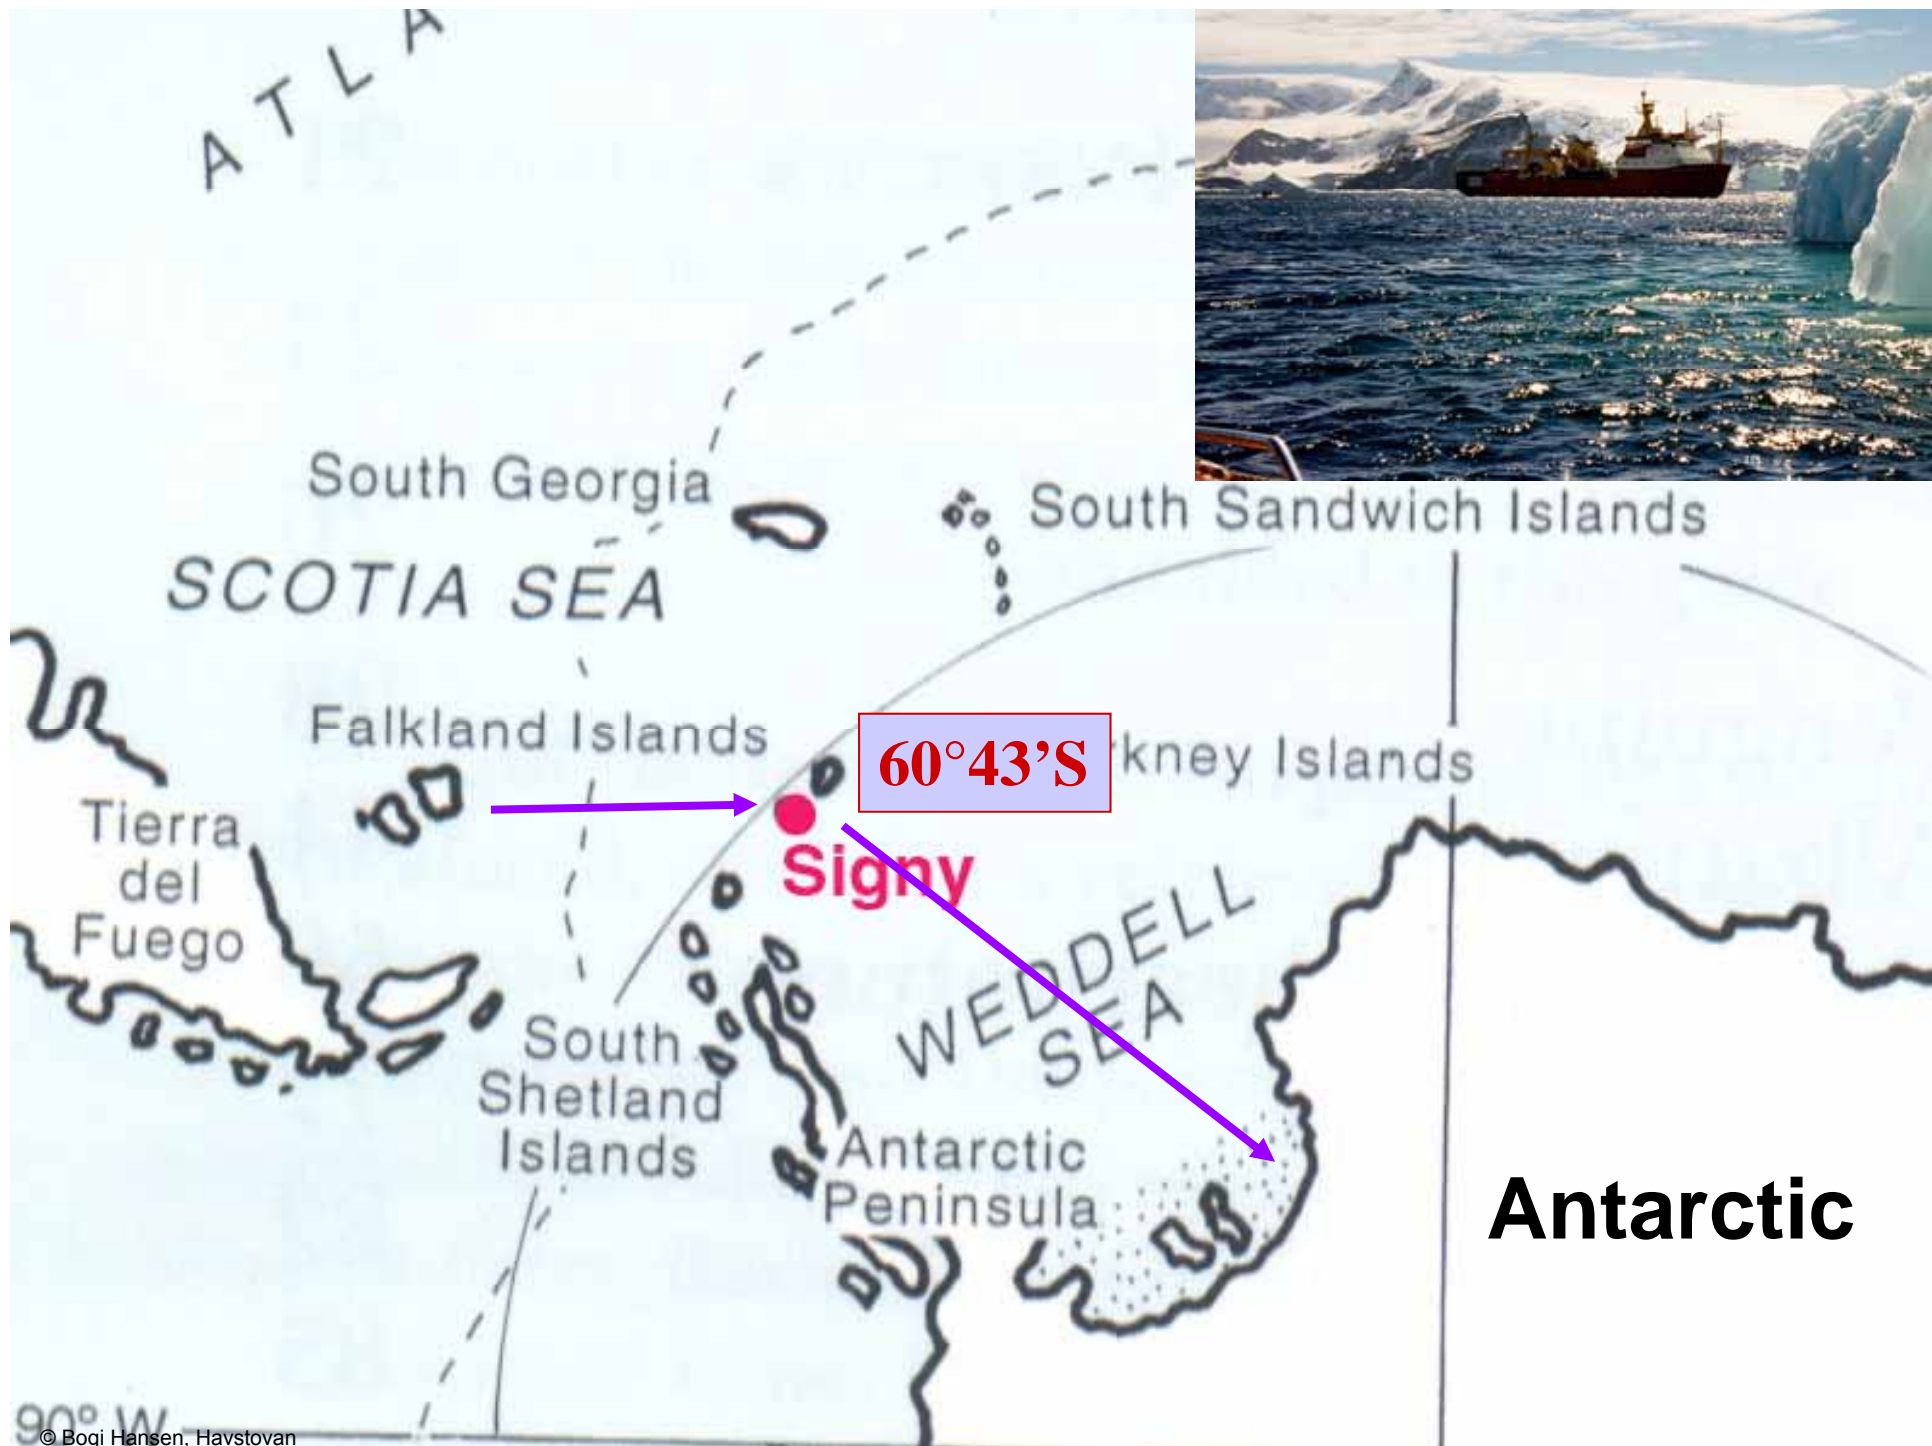 ATLA
South Georgia
South Sandwich Islands
SCOTIA SEA
Falkland Islands
60°43’S
rkney Islands
Tierra
del
Fuego
Signy
WEDDELL
SEA
South
Shetland
Islands
Antarctic
Peninsula
Antarctic
90° W
© Bogi Hansen, Havstovan